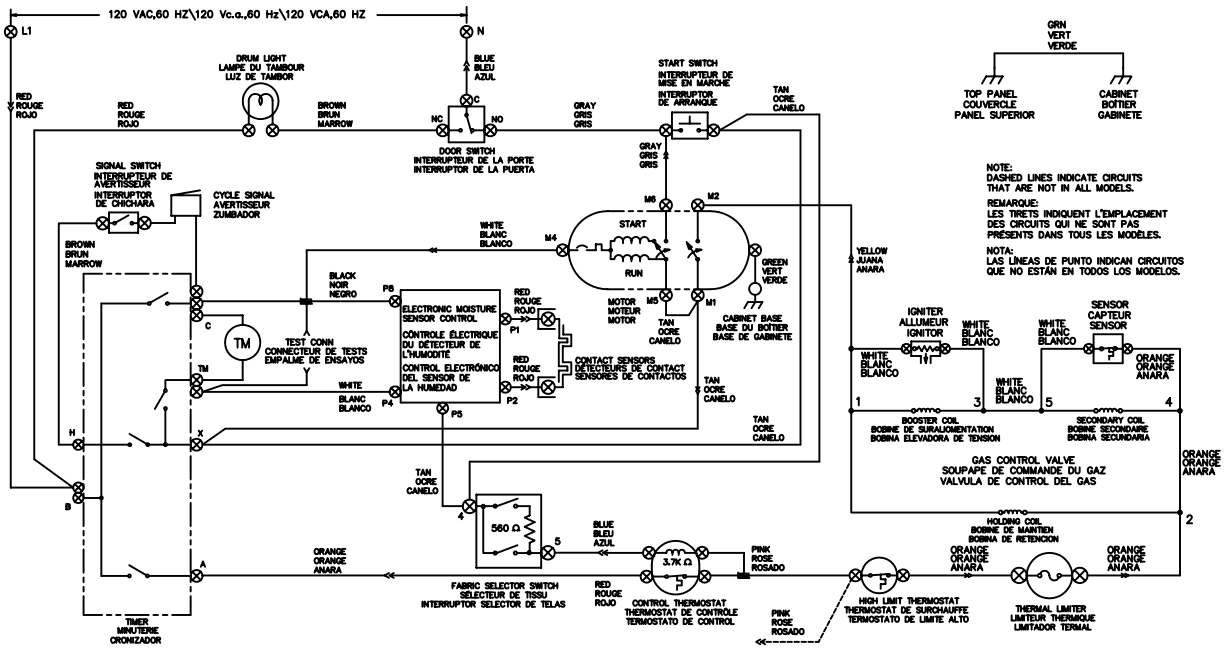 120 VAC,60 HZ\120 Vc.a.,60 Hz\120 VCA,60 HZ
L1
N
RED
ROUGE
ROJO
DRUM LIGHT
LAMPE DU TAMBOUR
LUZ DE TAMBOR
BLUE
BLEU
AZUL
START SWITCH
INTERRUPTEUR DE
MISE EN MARCHE
INTERRUPTOR
DE ARRANQUE
TAN
OCRE
CANELO
GRN
VERT
VERDE
TOP PANEL
COUVERCLE
PANEL SUPERIOR
CABINET
BOÎTIER
GABINETE
RED
ROUGE
ROJO
BROWN
BRUN
MARROW
C
NC
NO
GRAY
GRIS
GRIS
DOOR SWITCH
INTERRUPTEUR DE LA PORTE
INTERRUPTOR DE LA PUERTA
GRAY
GRIS
GRIS
SIGNAL SWITCH
INTERRUPTEUR DE
AVERTISSEUR
INTERRUPTOR
DE CHICHARA
CYCLE SIGNAL
AVERTISSEUR
ZUMBADOR
NOTE:
DASHED LINES INDICATE CIRCUITS
THAT ARE NOT IN ALL MODELS.
REMARQUE:
LES TIRETS INDIQUENT L'EMPLACEMENT
DES CIRCUITS QUI NE SONT PAS
PRÉSENTS DANS TOUS LES MODÈLES.
NOTA:
LAS LÍNEAS DE PUNTO INDICAN CIRCUITOS
QUE NO ESTÁN EN TODOS LOS MODELOS.
BROWN
BRUN
MARROW
WHITE
BLANC
BLANCO
M4
M6
M2
START
RUN
M5
M1
MOTOR
MOTEUR
MOTOR
GREEN
VERT
VERDE
CABINET BASE
BASE DU BOÎTIER
BASE DE GABINETE
YELLOW
JUANA
ANARA
BLACK
NOIR
NEGRO
P6
ELECTRONIC MOISTURE
SENSOR CONTROL
CÔNTROLE ÉLECTRIQUE
DU DÉTECTEUR DE
L'HUMODITÉ
CONTROL ELECTRÓNICO
DEL SENSOR DE
LA HUMEDAD
RED
ROUGE
ROJO
P1
RED
ROUGE
ROJO
P2
CONTACT SENSORS
DÉTECTEURS DE CONTACT
SENSORES DE CONTACTOS
TAN
OCRE
CANELO
TAN
OCRE
CANELO
C
TM
TM
TEST CONN
CONNECTEUR DE TESTS
EMPALME DE ENSAYOS
WHITE
BLANC
BLANCO
P4
P5
IGNITER
ALLUMEUR
IGNITOR
WHITE
BLANC
BLANCO
WHITE
BLANC
BLANCO
WHITE
BLANC
BLANCO
WHITE
BLANC
BLANCO
SENSOR
CAPTEUR
SENSOR
ORANGE
ORANGE
ANARA
1
3
5
4
BOOSTER COIL
BOBINE DE SURALIOMENTATION
BOBINA ELEVADORA DE TENSION
SECONDARY COIL
BOBINE SECONDAIRE
BOBINA SECUNDARIA
GAS CONTROL VALVE
SOUPAPE DE COMMANDE DU GAZ
VALVULA DE CONTROL DEL GAS
ORANGE
ORANGE
ANARA
2
HOLDING COIL
BOBINE DE MAINTIEN
BOBINA DE RETENCION
H
X
TAN
OCRE
CANELO
B
TAN
OCRE
CANELO
4
560 Ω
5
BLUE
BLEU
AZUL
3.7K Ω
PINK
ROSE
ROSADO
ORANGE
ORANGE
ANARA
ORANGE
ORANGE
ANARA
A
ORANGE
ORANGE
ANARA
FABRIC SELECTOR SWITCH
SÉLECTEUR DE TISSU
INTERRUPTOR SELECTOR DE TELAS
RED
ROUGE
ROJO
CONTROL THERMOSTAT
THERMOSTAT DE CONTRÔLE
TERMOSTATO DE CONTROL
HIGH LIMIT THERMOSTAT
THERMOSTAT DE SURCHAUFFE
TERMOSTATO DE LIMITE ALTO
THERMAL LIMITER
LIMITEUR THERMIQUE
LIMITADOR TERMAL
PINK
ROSE
ROSADO
TIMER
MINUTERIE
CRONIZADOR